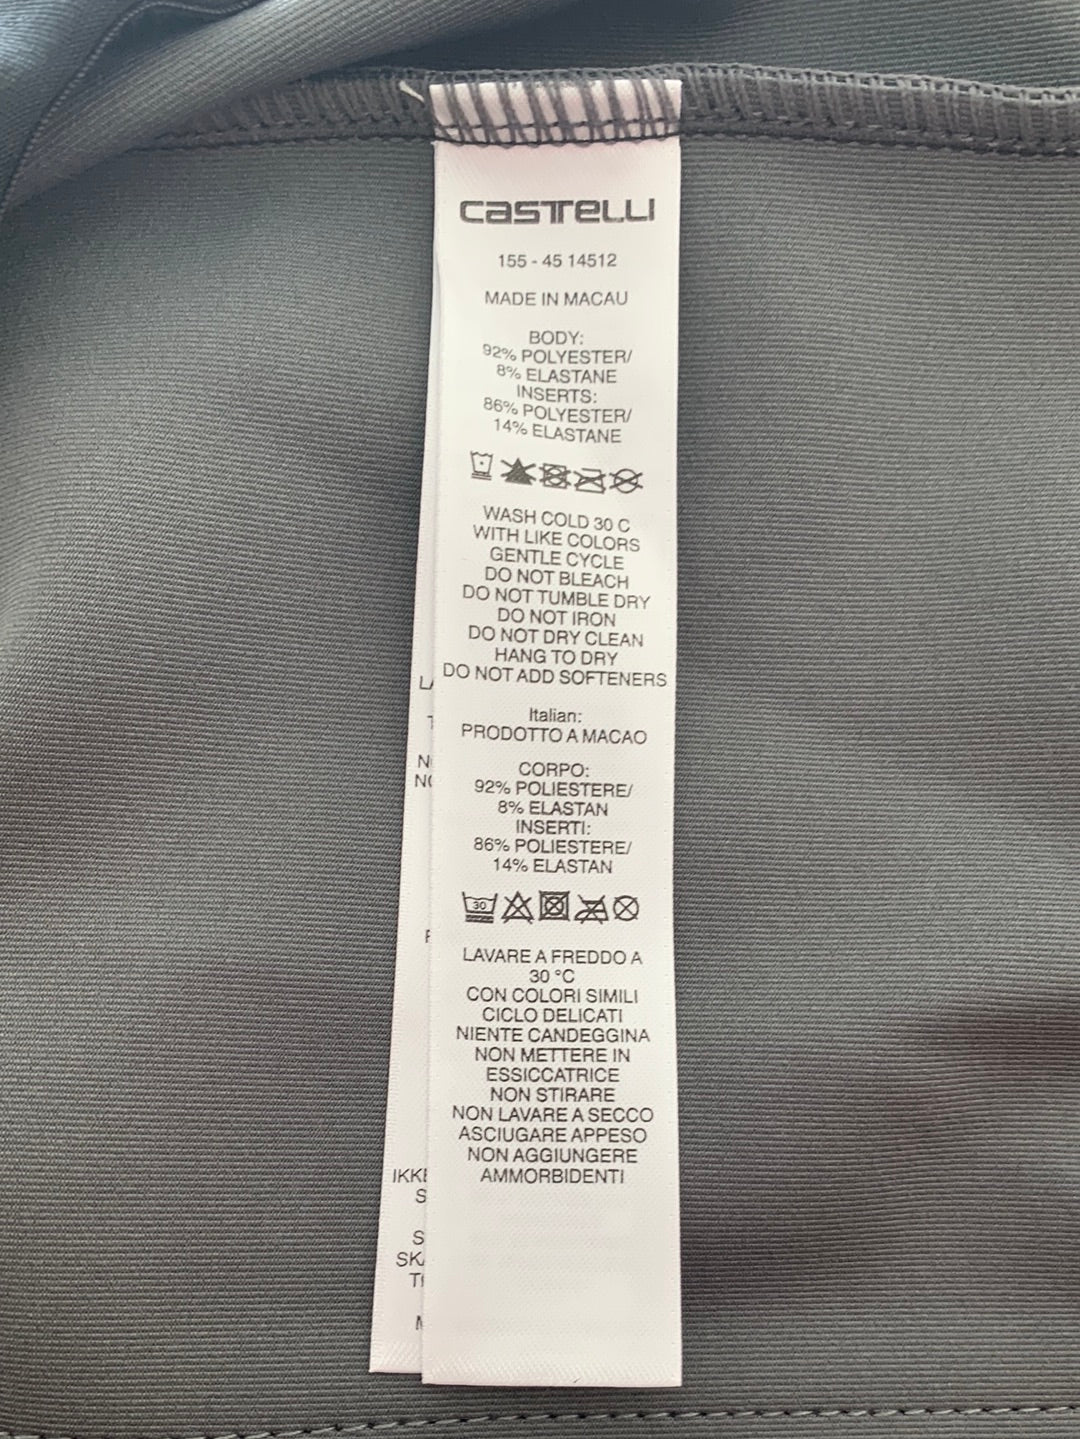 CASTELLI
155 - 45 14512
MADE IN MACAU
BODY:
92% POLYESTER/
8% ELASTANE
INSERTS:
86% POLYESTER/
14% ELASTANE
WASH COLD 30 C
WITH LIKE COLORS
GENTLE CYCLE
DO NOT BLEACH
DO NOT TUMBLE DRY
DO NOT IRON
DO NOT DRY CLEAN
HANG TO DRY
DO NOT ADD SOFTENERS
Italian:
PRODOTTO A MACAO
CORPO:
92% POLIESTERE/
8% ELASTAN
INSERTI:
86% POLIESTERE/
14% ELASTAN
30
LAVARE A FREDDO A
30 °C
CON COLORI SIMILI
CICLO DELICATI
NIENTE CANDEGGINA
NON METTERE IN
ESSICCATRICE
NON STIRARE
NON LAVARE A SECCO
ASCIUGARE APPESO
NON AGGIUNGERE
AMMORBIDENTI